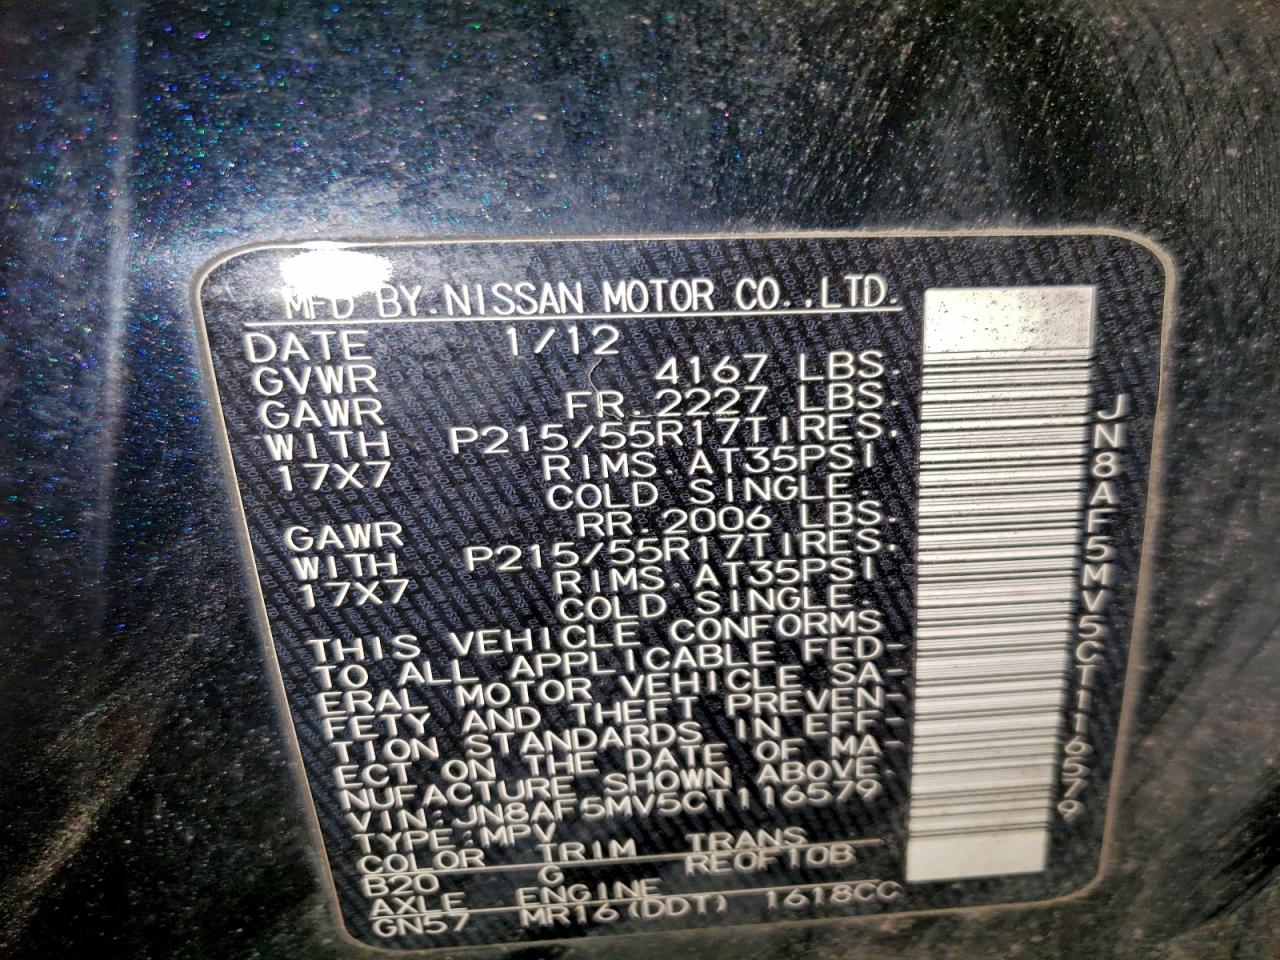 MFD BY NISSAN MOTOR CO.,LTD.
DATE 1/12
GVWR 4167 LBS.
GAWR FR. 2227 LBS.
WITH P215/55R17TIRES.
17X7 RIMS. AT35PSI
COLD SINGLE.
GAWR RR. 2006 LBS.
WITH P215/55R17TIRES.
17X7 RIMS. AT35PSI
COLD SINGLE.
THIS VEHICLE CONFORMS
TO ALL APPLICABLE FED-
ERAL MOTOR VEHICLE SA-
FETY AND THEFT PREVEN-
TION STANDARDS IN EFF-
ECT ON THE DATE OF MA-
NUFACTURE SHOWN ABOVE.
VIN:JN8AF5MV5CT116579
TYPE:MPV
COLOR TRIM TRANS
B20 G RE0F10B
AXLE ENGINE
GN57 MR16(DDT) 1618CC
JN8AF5MV5CT116579